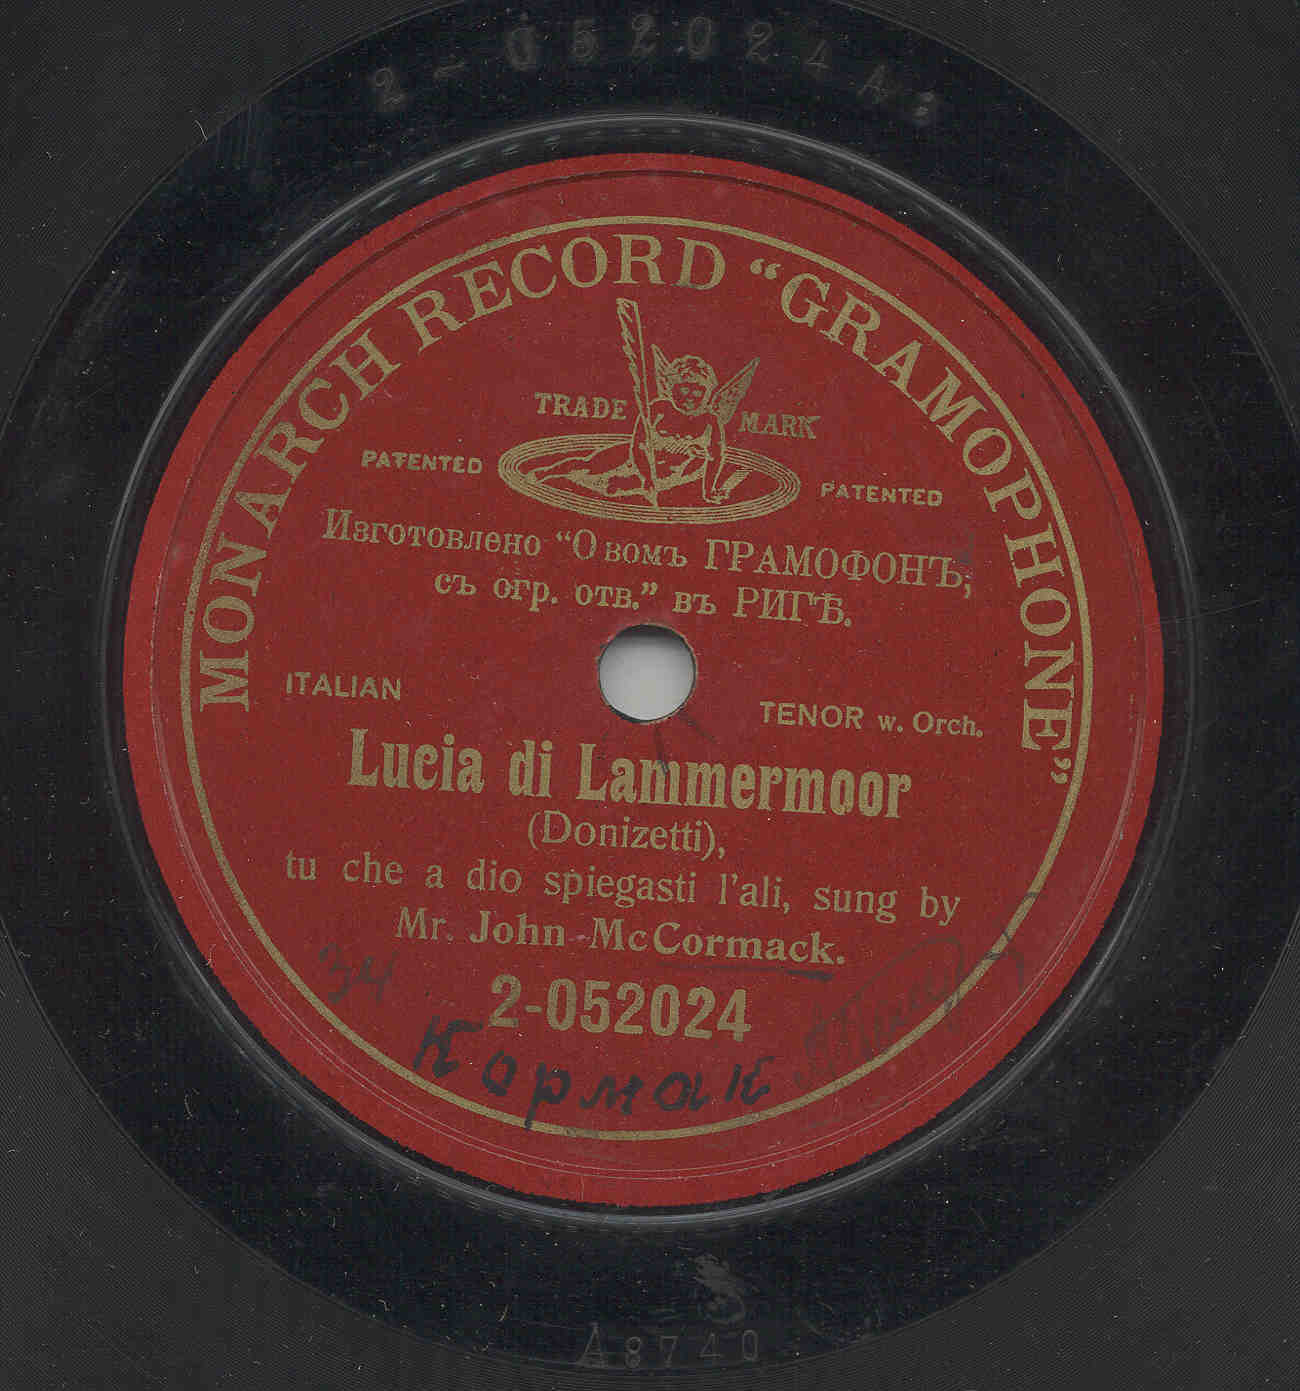 2-052024
MONARCH RECORD “GRAMOPHONE”
TRADE MARK
PATENTED PATENTED
Изготовлено “О вомъ ГРАМОФОНЪ,
съ огр. отв.” въ РИГѢ.
ITALIAN
TENOR w. Orch.
Lucia di Lammermoor
(Donizetti),
tu che a dio spiegasti l'ali, sung by
Mr. John McCormack.
34
2-052024
Кормак
A8740